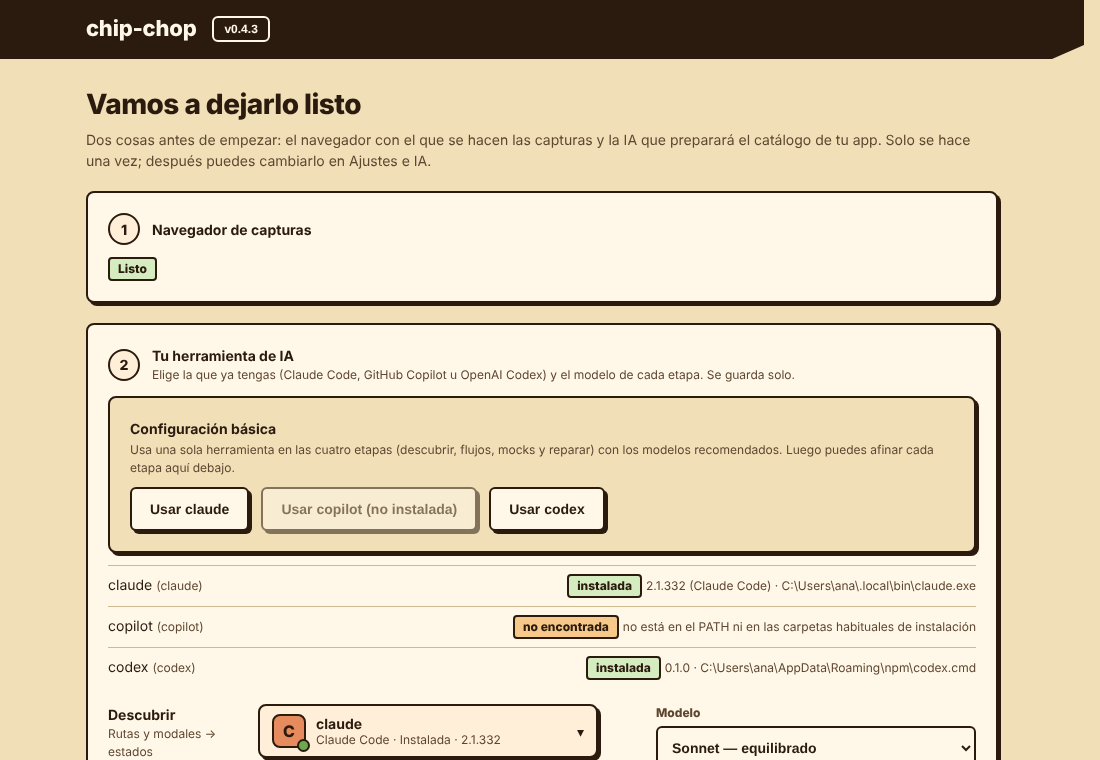 chip-chop v0.4.3
Vamos a dejarlo listo
Dos cosas antes de empezar: el navegador con el que se hacen las capturas y la IA que preparará el catálogo de tu app. Solo se hace
una vez; después puedes cambiarlo en Ajustes e IA.
1 Navegador de capturas
Listo
2 Tu herramienta de IA
Elige la que ya tengas (Claude Code, GitHub Copilot u OpenAI Codex) y el modelo de cada etapa. Se guarda solo.
Configuración básica
Usa una sola herramienta en las cuatro etapas (descubrir, flujos, mocks y reparar) con los modelos recomendados. Luego puedes afinar cada
etapa aquí debajo.
Usar claude Usar copilot (no instalada) Usar codex
claude (claude) instalada 2.1.332 (Claude Code) · C:\Users\ana\.local\bin\claude.exe
copilot (copilot) no encontrada no está en el PATH ni en las carpetas habituales de instalación
codex (codex) instalada 0.1.0 · C:\Users\ana\AppData\Roaming\npm\codex.cmd
Descubrir
Rutas y modales →
estados
C claude
Claude Code · Instalada · 2.1.332
Modelo
Sonnet — equilibrado